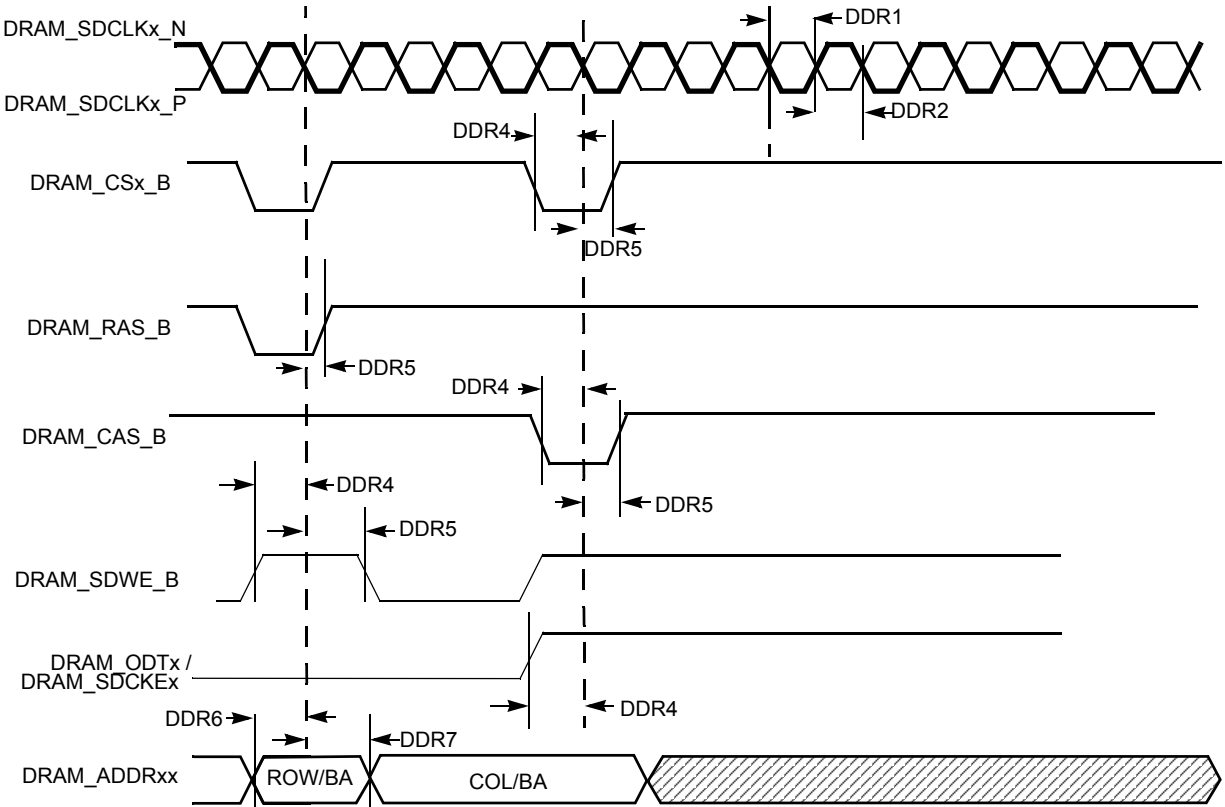 DRAM_SDCLKx_N
DDR1
DRAM_SDCLKx_P
DDR2
DDR4
DRAM_CSx_B
DDR5
DRAM_RAS_B
DDR5
DDR4
DRAM_CAS_B
DDR4
DDR5
DDR5
DRAM_SDWE_B
DRAM_ODTx /
DRAM_SDCKEx
DDR4
DDR6
DDR7
DRAM_ADDRxx
ROW/BA
COL/BA